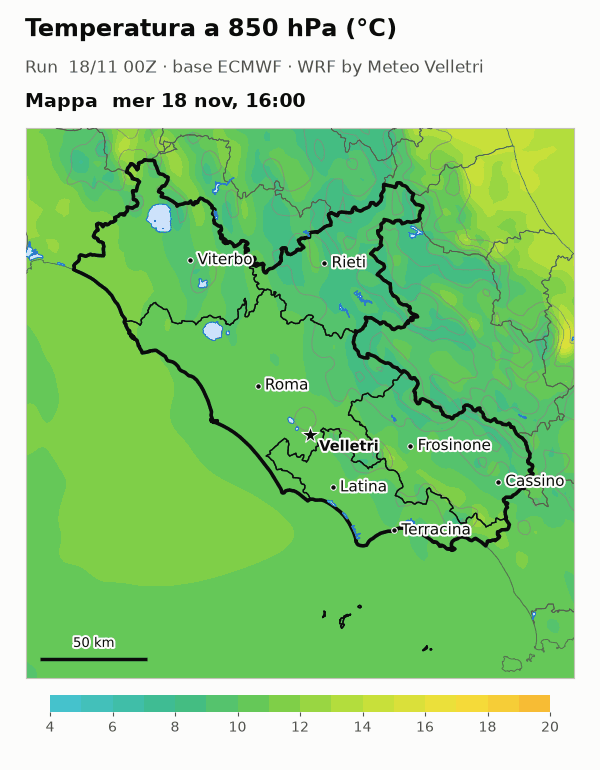 Temperatura a 850 hPa (°C)
Run 18/11 00Z · base ECMWF · WRF by Meteo Velletri
Mappa mer 18 nov, 16:00
Viterbo
Rieti
Roma
Velletri
Frosinone
Latina
Cassino
Terracina
50 km
4 6 8 10 12 14 16 18 20